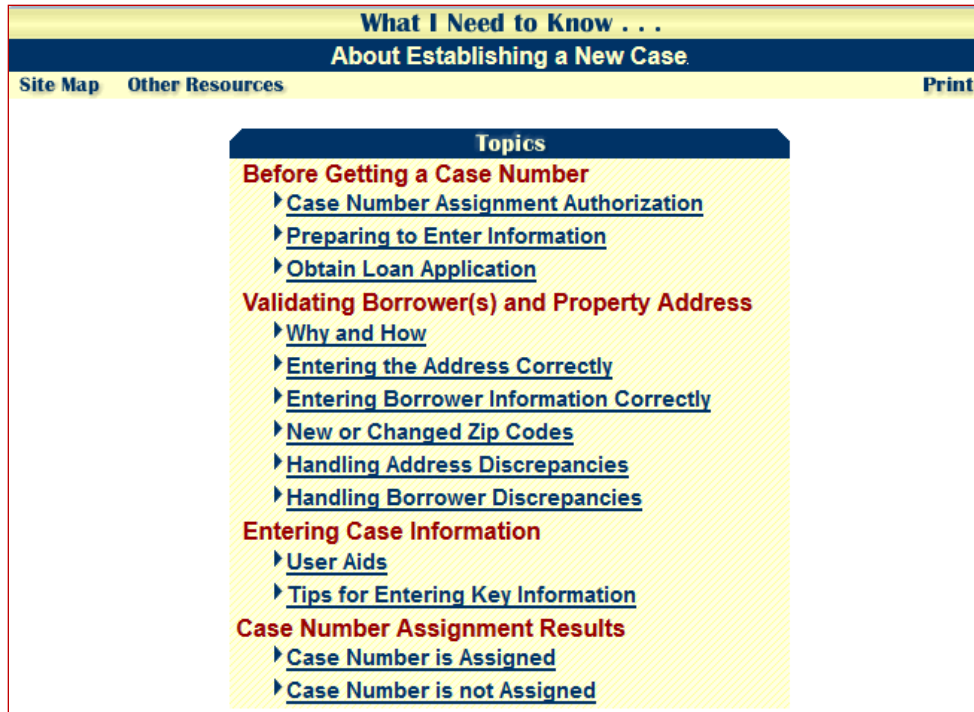 What I Need to Know . . .
About Establishing a New Case.
Site Map Other Resources Print
Topics
Before Getting a Case Number
Case Number Assignment Authorization
Preparing to Enter Information
Obtain Loan Application
Validating Borrower(s) and Property Address
Why and How
Entering the Address Correctly
Entering Borrower Information Correctly
New or Changed Zip Codes
Handling Address Discrepancies
Handling Borrower Discrepancies
Entering Case Information
User Aids
Tips for Entering Key Information
Case Number Assignment Results
Case Number is Assigned
Case Number is not Assigned